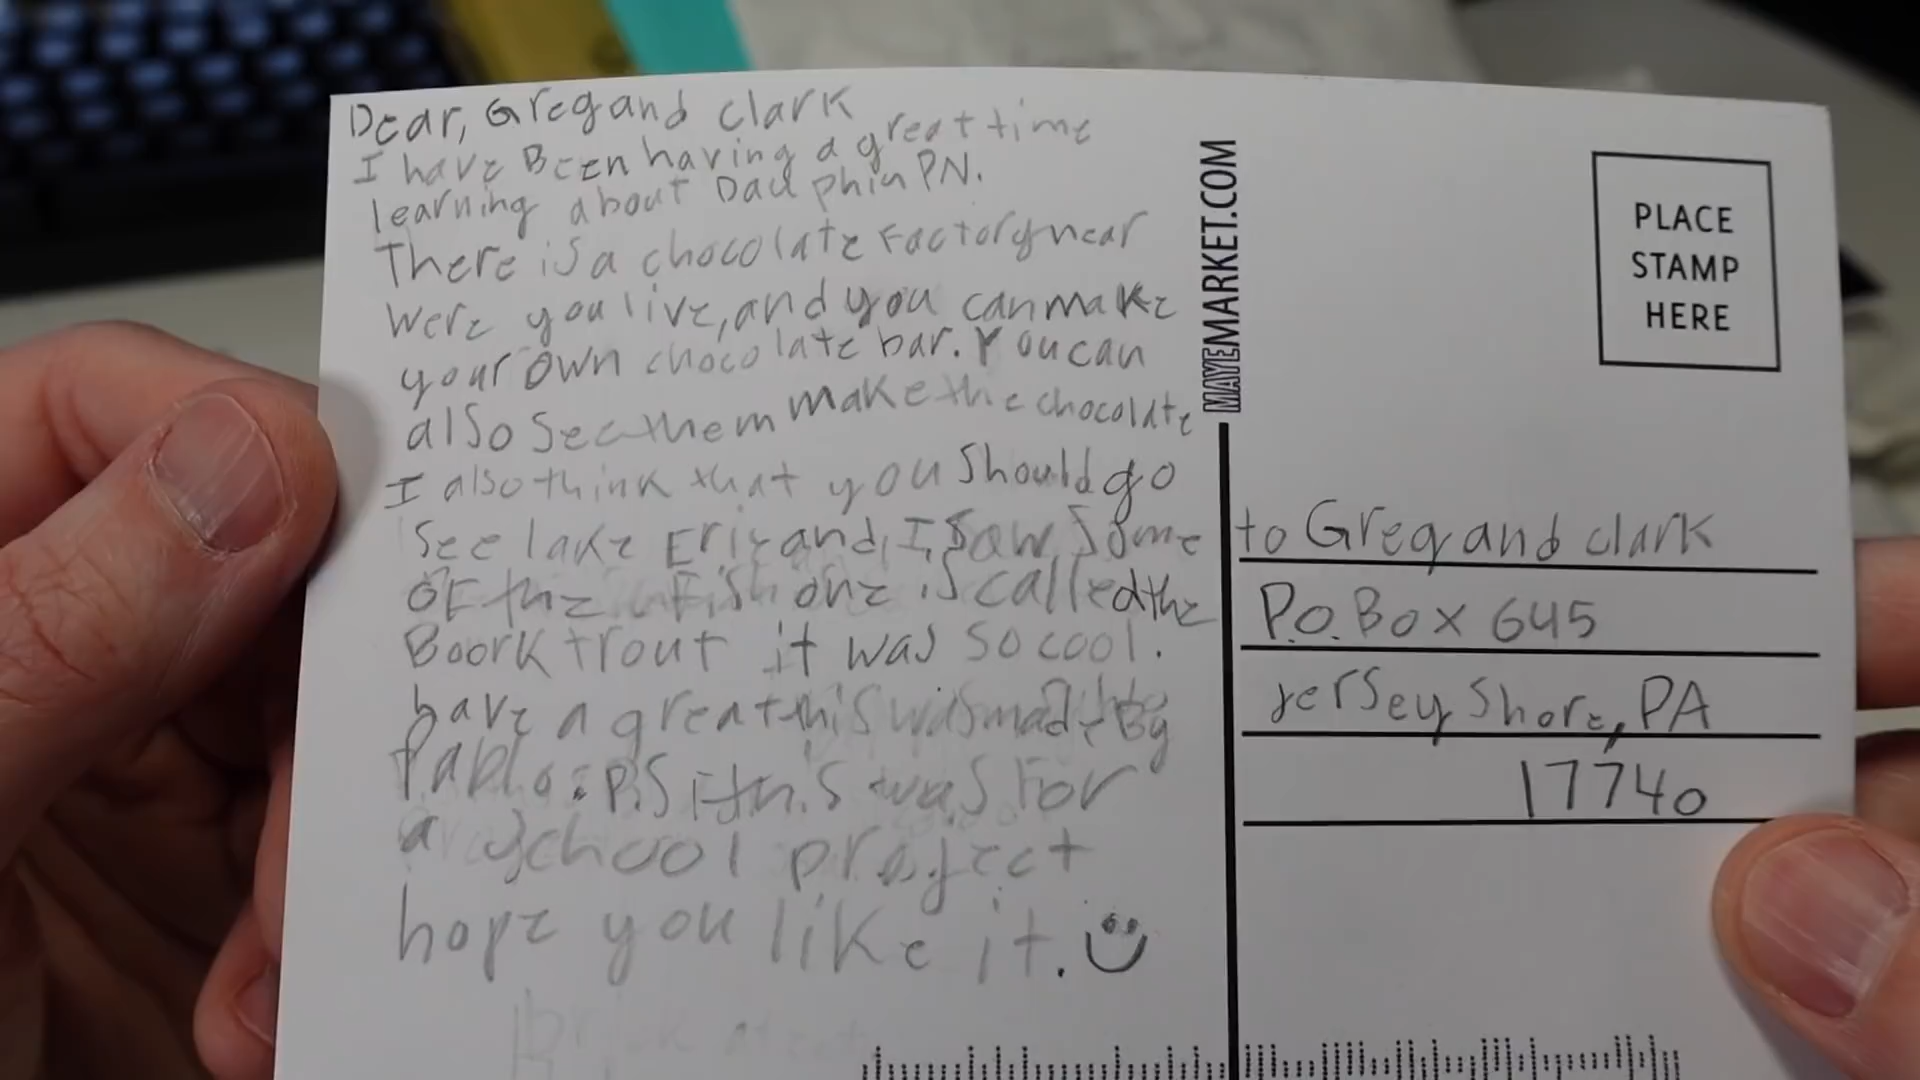 Dear, Greg and clark
I have Been having a great time
learning about Dauphin PN.
There is a chocolate Factory near
Were you live, and you can make
your own chocolate bar. You can
also See them make the chocolate
I also think that you Should go
See lake Erie and, I, Saw Some
OF the Fish one is called the
Boork trout it was so cool.
have a great this was made By
Pablo. P.S this was For
a School project
hope you like it.
MAYEMARKET.COM
PLACE
STAMP
HERE
to Greg and clark
P.O. Box 645
Jersey Shore, PA
17740